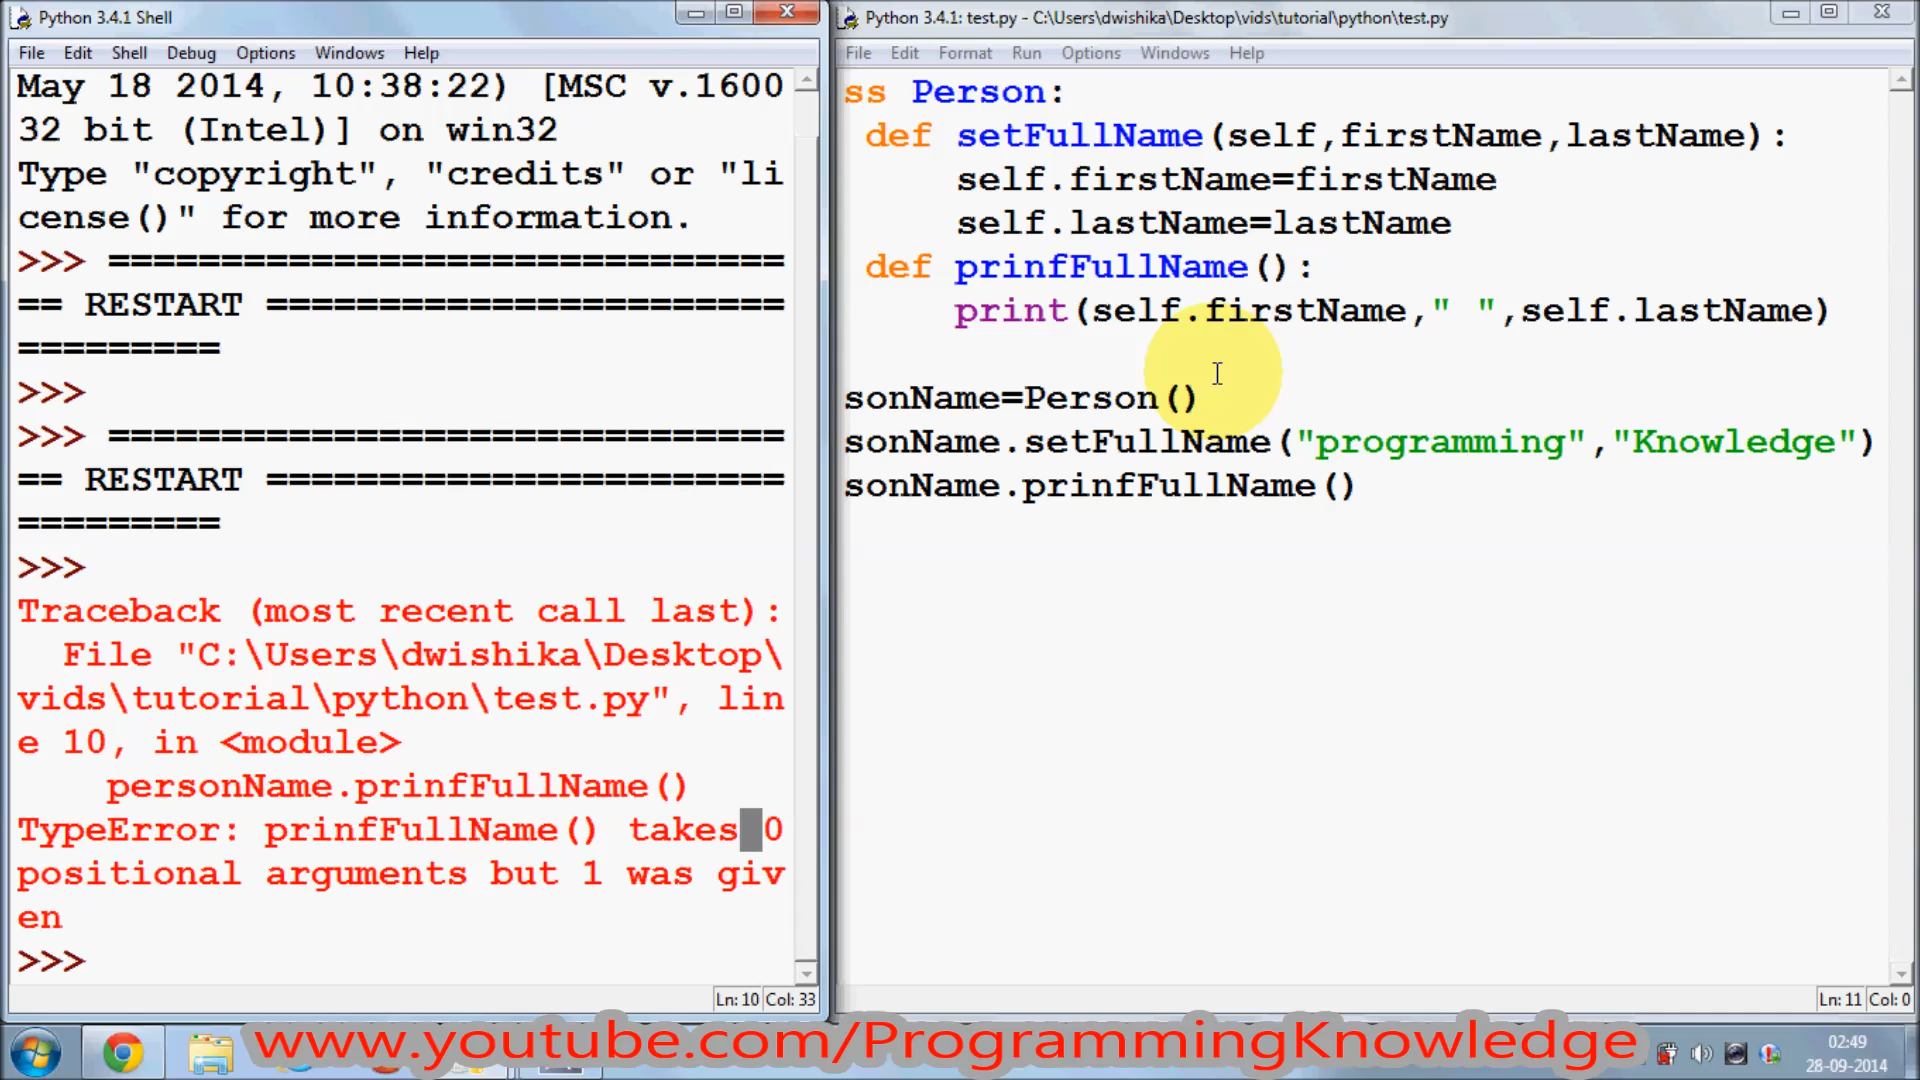 Python 3.4.1 Shell
File Edit Shell Debug Options Windows Help
May 18 2014, 10:38:22) [MSC v.1600
32 bit (Intel)] on win32
Type "copyright", "credits" or "li
cense()" for more information.
>>> ==============================
== RESTART =======================
=========
>>>
>>> ==============================
== RESTART =======================
=========
>>>
Traceback (most recent call last):
File "C:\Users\dwishika\Desktop\
vids\tutorial\python\test.py", lin
e 10, in <module>
personName.prinfFullName()
TypeError: prinfFullName() takes 0
positional arguments but 1 was giv
en
>>>
Ln: 10 Col: 33
Python 3.4.1: test.py - C:\Users\dwishika\Desktop\vids\tutorial\python\test.py
File Edit Format Run Options Windows Help
ss Person:
def setFullName(self,firstName,lastName):
self.firstName=firstName
self.lastName=lastName
def prinfFullName():
print(self.firstName," ",self.lastName)
sonName=Person()
sonName.setFullName("programming","Knowledge")
sonName.prinfFullName()
Ln: 11 Col: 0
www.youtube.com/ProgrammingKnowledge
02:49
28-09-2014